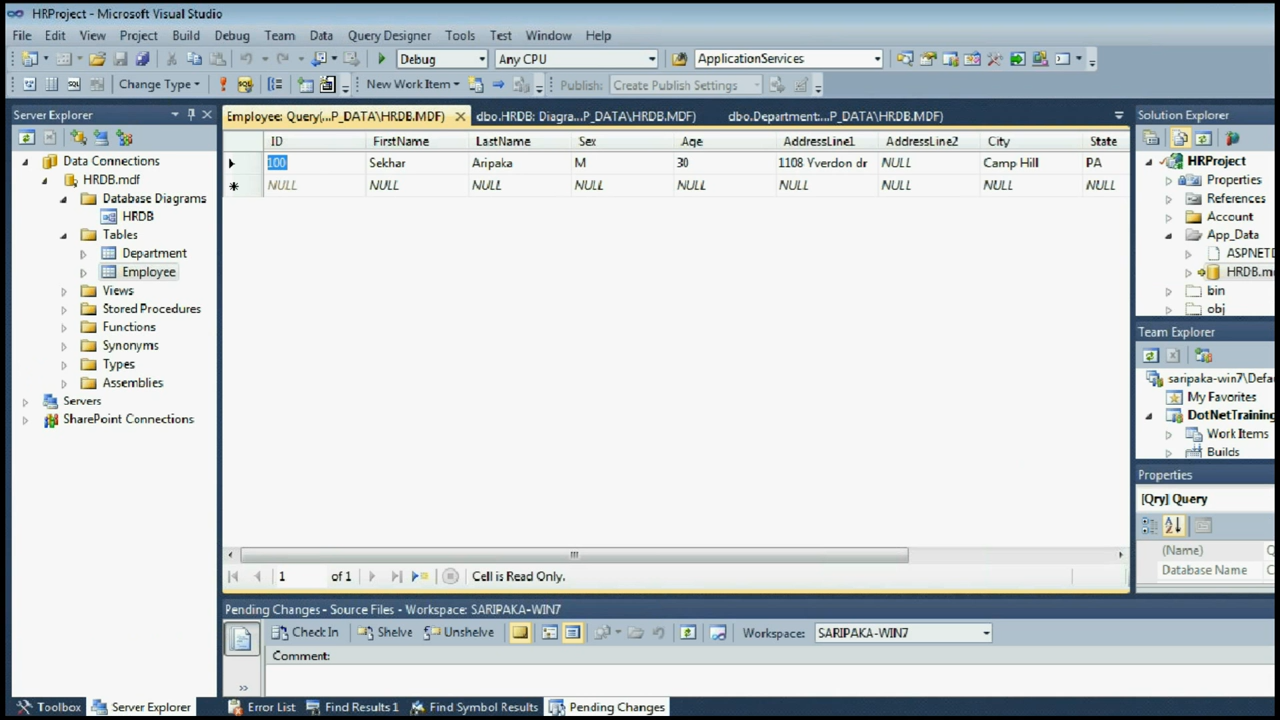 HRProject - Microsoft Visual Studio
File Edit View Project Build Debug Team Data Query Designer Tools Test Window Help
Debug Any CPU ApplicationServices
Change Type New Work Item Publish: Create Publish Settings
Server Explorer
Data Connections
HRDB.mdf
Database Diagrams
HRDB
Tables
Department
Employee
Views
Stored Procedures
Functions
Synonyms
Types
Assemblies
Servers
SharePoint Connections
Employee: Query(...P_DATA\HRDB.MDF) dbo.HRDB: Diagra...P_DATA\HRDB.MDF) dbo.Department:...P_DATA\HRDB.MDF)
ID FirstName LastName Sex Age AddressLine1 AddressLine2 City State
100 Sekhar Aripaka M 30 1108 Yverdon dr NULL Camp Hill PA
NULL NULL NULL NULL NULL NULL NULL NULL NULL
1 of 1 Cell is Read Only.
Solution Explorer
HRProject
Properties
References
Account
App_Data
ASPNETD
HRDB.m
bin
obj
Team Explorer
saripaka-win7\Defa
My Favorites
DotNetTraining
Work Items
Builds
Properties
[Qry] Query
(Name)
Database Name
Pending Changes - Source Files - Workspace: SARIPAKA-WIN7
Check In Shelve Unshelve Workspace: SARIPAKA-WIN7
Comment:
Toolbox Server Explorer Error List Find Results 1 Find Symbol Results Pending Changes